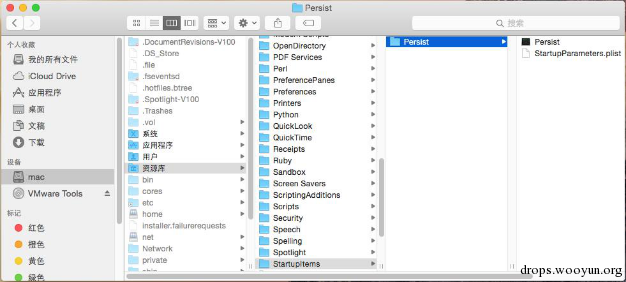 Persist
搜索
个人收藏
我的所有文件
iCloud Drive
应用程序
桌面
文稿
下载
设备
mac
VMware Tools
标记
红色
橙色
黄色
绿色
.DocumentRevisions-V100
.DS_Store
.file
.fseventsd
.hotfiles.btree
.Spotlight-V100
.Trashes
.vol
系统
应用程序
用户
资源库
bin
cores
etc
home
installer.failurerequests
net
Network
private
OpenDirectory
PDF Services
Perl
PreferencePanes
Preferences
Printers
Python
QuickLook
QuickTime
Receipts
Ruby
Sandbox
Screen Savers
ScriptingAdditions
Scripts
Security
Speech
Spelling
Spotlight
StartupItems
Persist
Persist
StartupParameters.plist
drops.wooyun.org